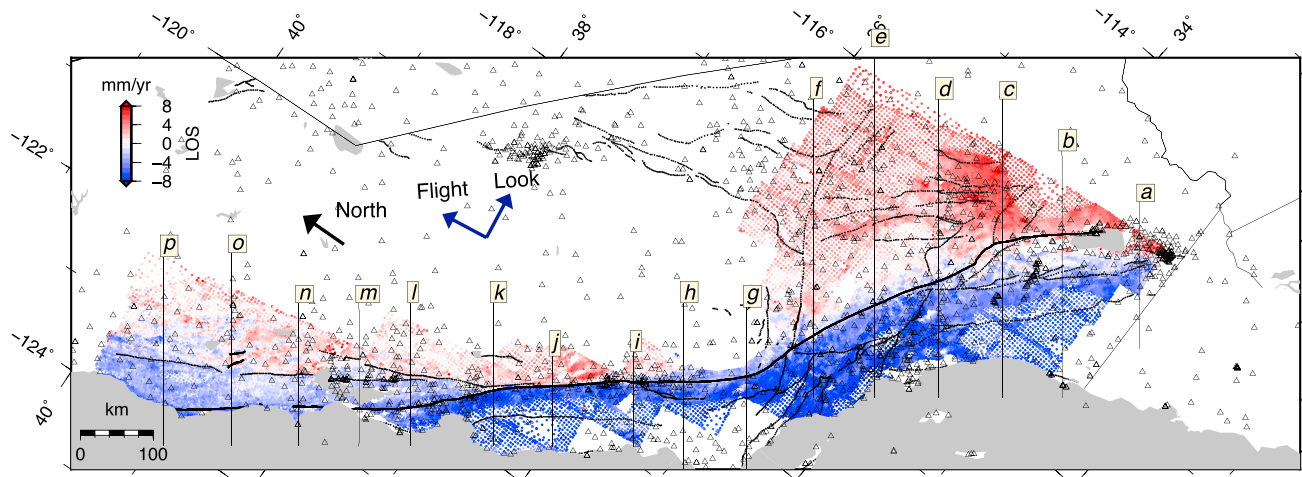 −120° 40° −118° 38° −116° 36° −114° 34°
e
mm/yr
8
4
0
−4
−8
LOS
f d c
b
−122°
Flight Look
a
North
p o
n m l k h g
j i
−124°
40°
km
0 100